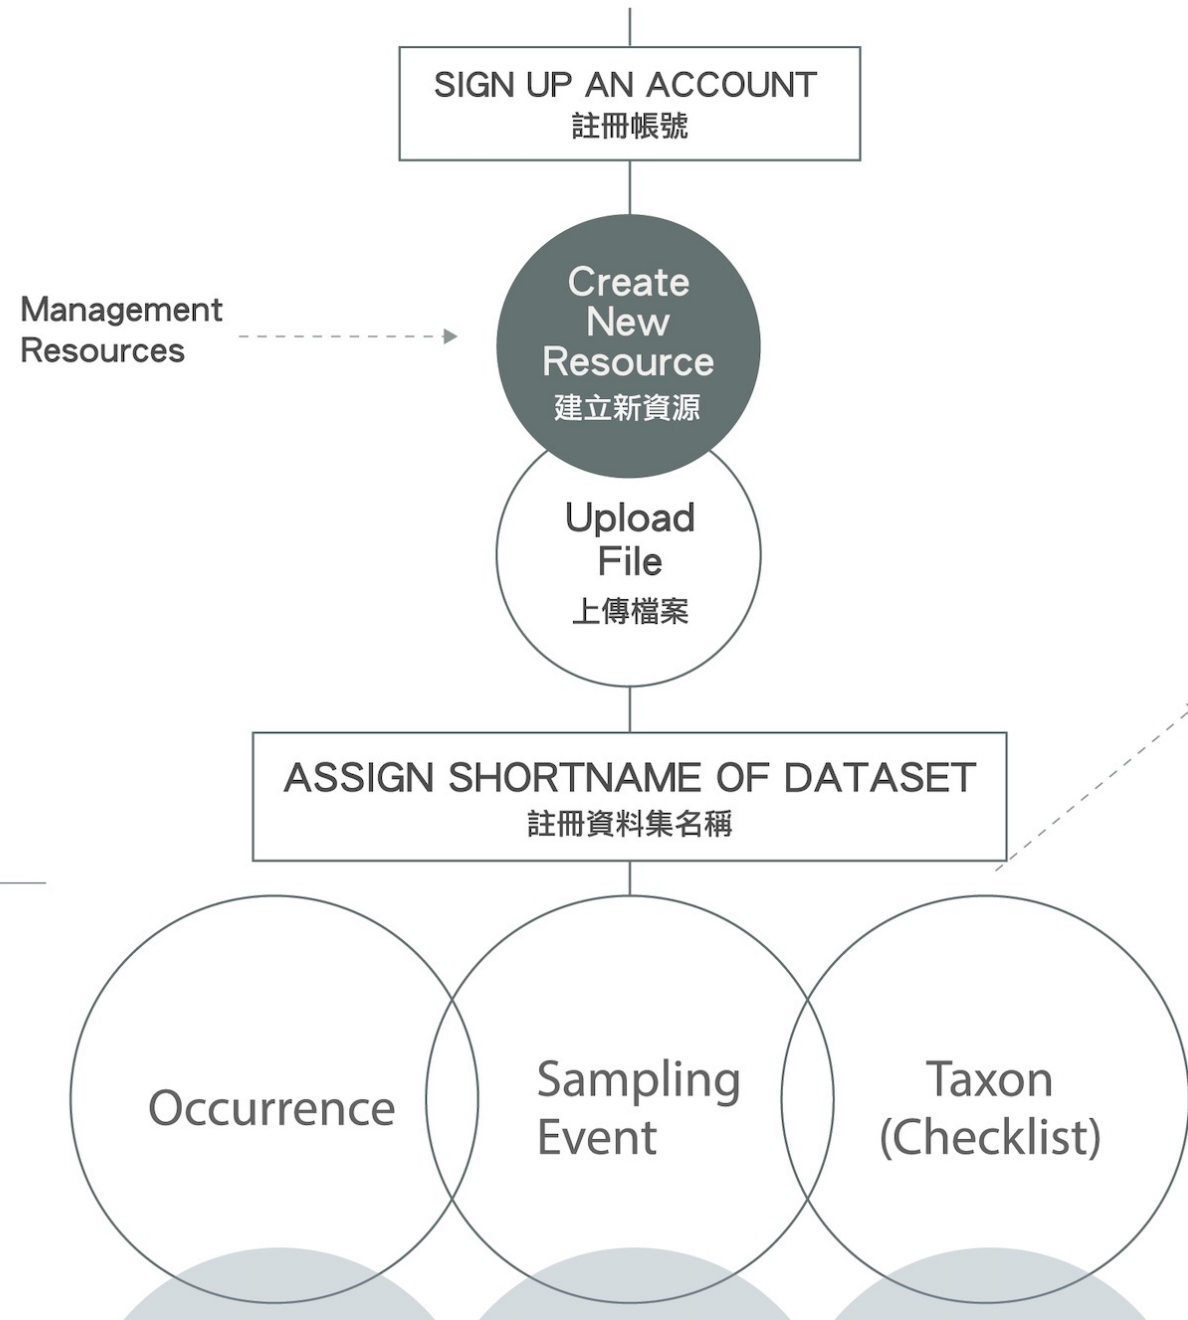 SIGN UP AN ACCOUNT
註冊帳號
Management
Resources
Create
New
Resource
建立新資源
Upload
File
上傳檔案
ASSIGN SHORTNAME OF DATASET
註冊資料集名稱
Occurrence
Sampling
Event
Taxon
(Checklist)